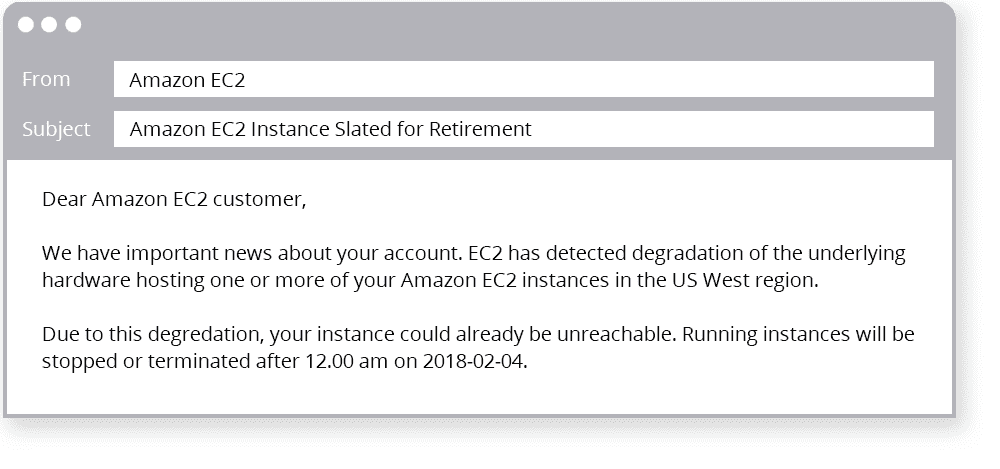 From Amazon EC2
Subject Amazon EC2 Instance Slated for Retirement
Dear Amazon EC2 customer,
We have important news about your account. EC2 has detected degradation of the underlying
hardware hosting one or more of your Amazon EC2 instances in the US West region.
Due to this degredation, your instance could already be unreachable. Running instances will be
stopped or terminated after 12.00 am on 2018-02-04.